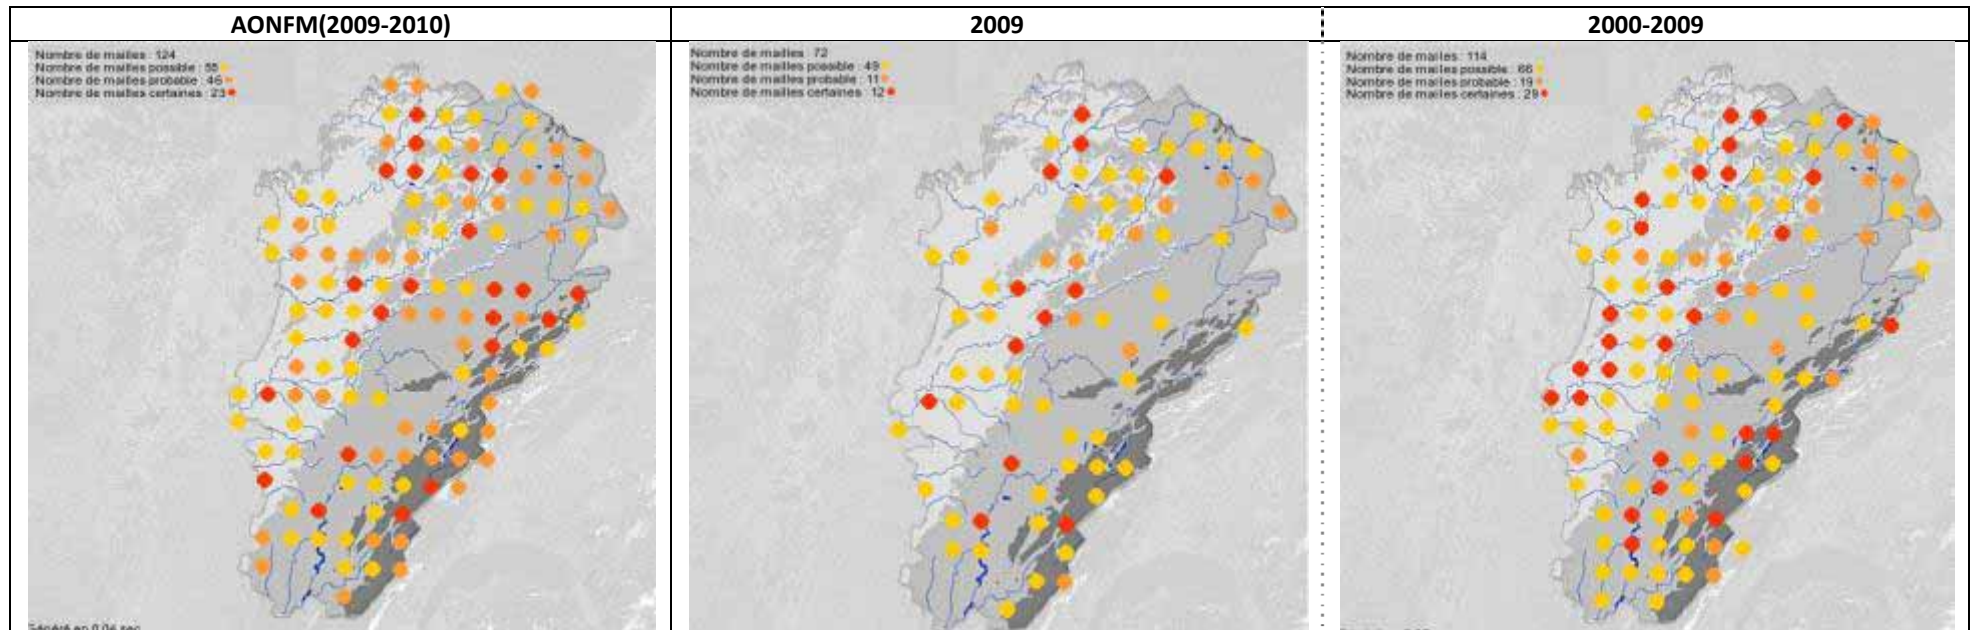 AONFM(2009-2010)
2009
2000-2009
Nombre de mailles : 124
Nombre de mailles possible : 55
Nombre de mailles probable : 46
Nombre de mailles certaines : 23
Nombre de mailles : 72
Nombre de mailles possible : 49
Nombre de mailles probable : 11
Nombre de mailles certaines : 12
Nombre de mailles : 114
Nombre de mailles possible : 66
Nombre de mailles probable : 19
Nombre de mailles certaines : 29